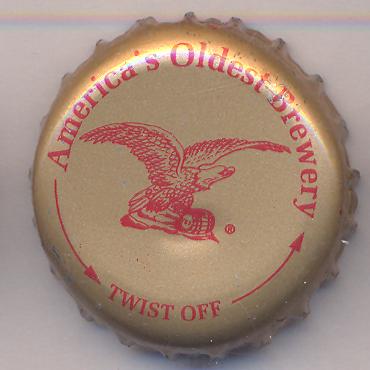 America's Oldest Brewery
®
TWIST OFF